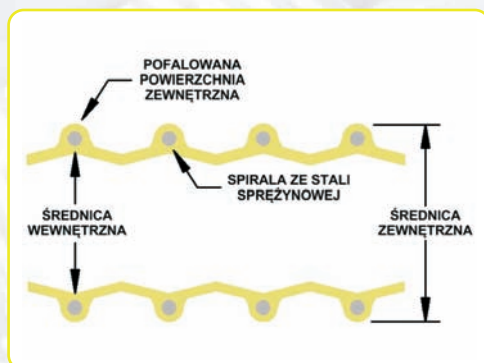 POFALOWANA
POWIERZCHNIA
ZEWNĘTRZNA
SPIRALA ZE STALI
SPRĘŻYNOWEJ
ŚREDNICA
WEWNĘTRZNA
ŚREDNICA
ZEWNĘTRZNA